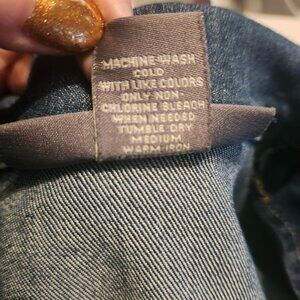 MACHINE WASH
COLD
WITH LIKE COLORS
ONLY NON-
CHLORINE BLEACH
WHEN NEEDED
TUMBLE DRY
MEDIUM
WARM IRON